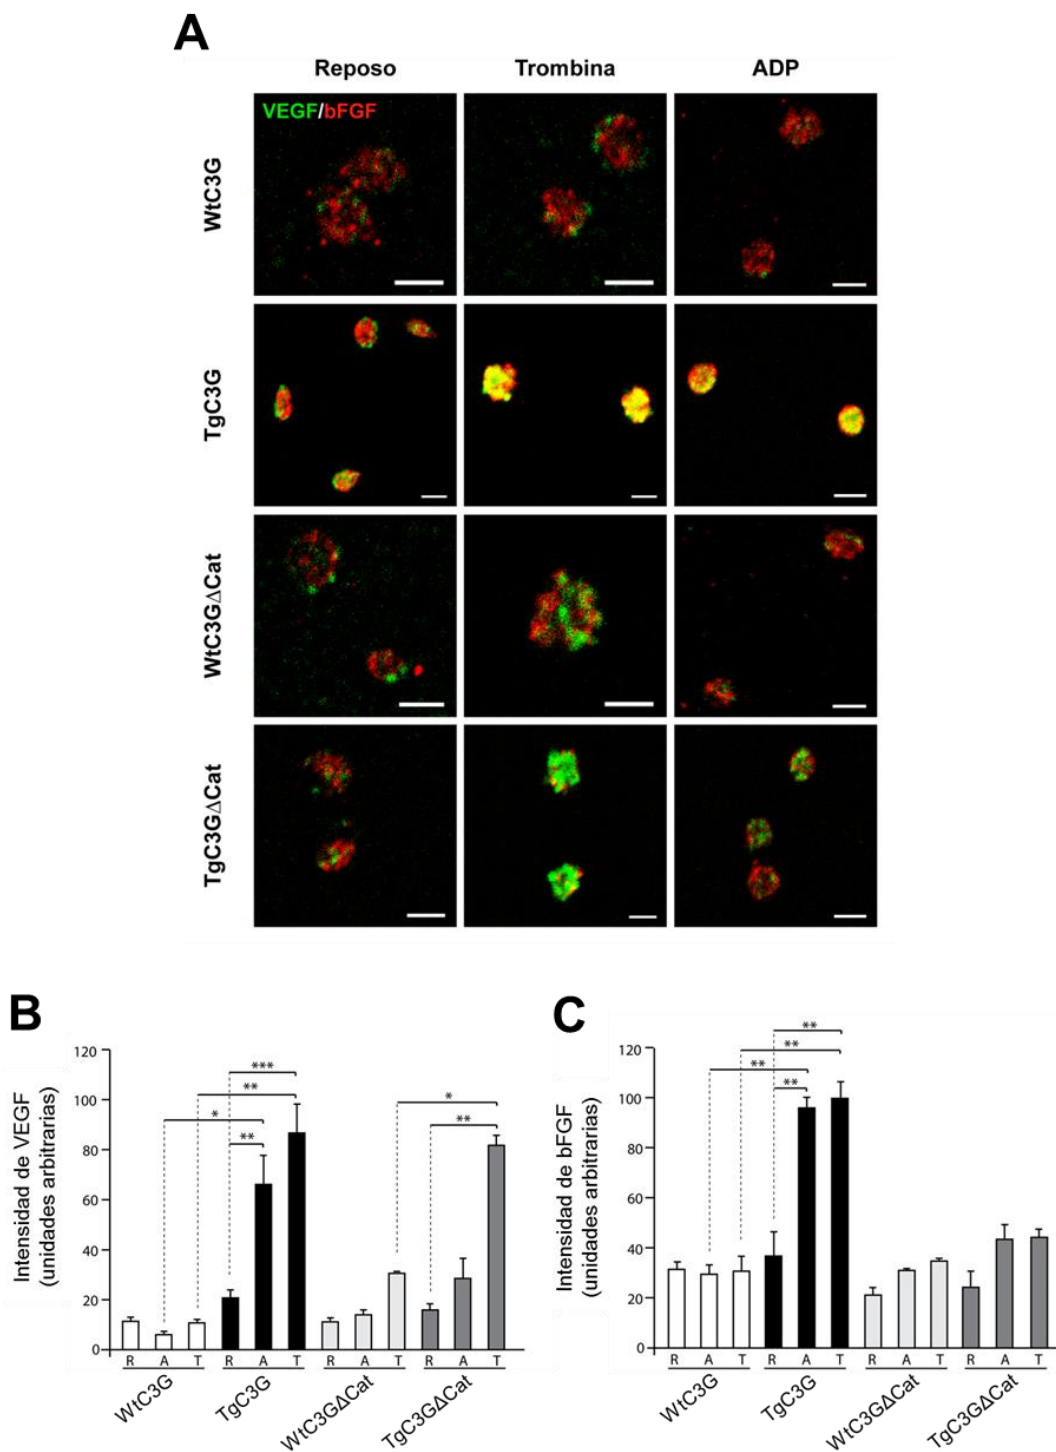 A
Reposo Trombina ADP
VEGF/bFGF
WtC3G
TgC3G
WtC3GΔCat
TgC3GΔCat
B
Intensidad de VEGF
(unidades arbitrarias)
120
100
80
60
40
20
0
***
**
*
**
*
**
R A T R A T R A T R A T
WtC3G TgC3G WtC3GΔCat TgC3GΔCat
C
Intensidad de bFGF
(unidades arbitrarias)
120
100
80
60
40
20
0
**
**
**
**
R A T R A T R A T R A T
WtC3G TgC3G WtC3GΔCat TgC3GΔCat